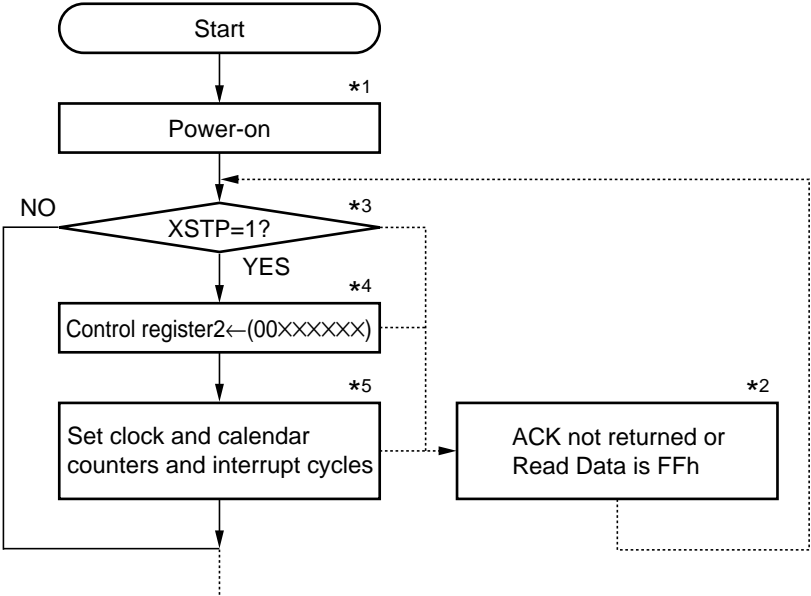 Start
*1
Power-on
NO
*3
XSTP=1?
YES
*4
Control register2←(00××××××)
*5
Set clock and calendar
counters and interrupt cycles
*2
ACK not returned or
Read Data is FFh